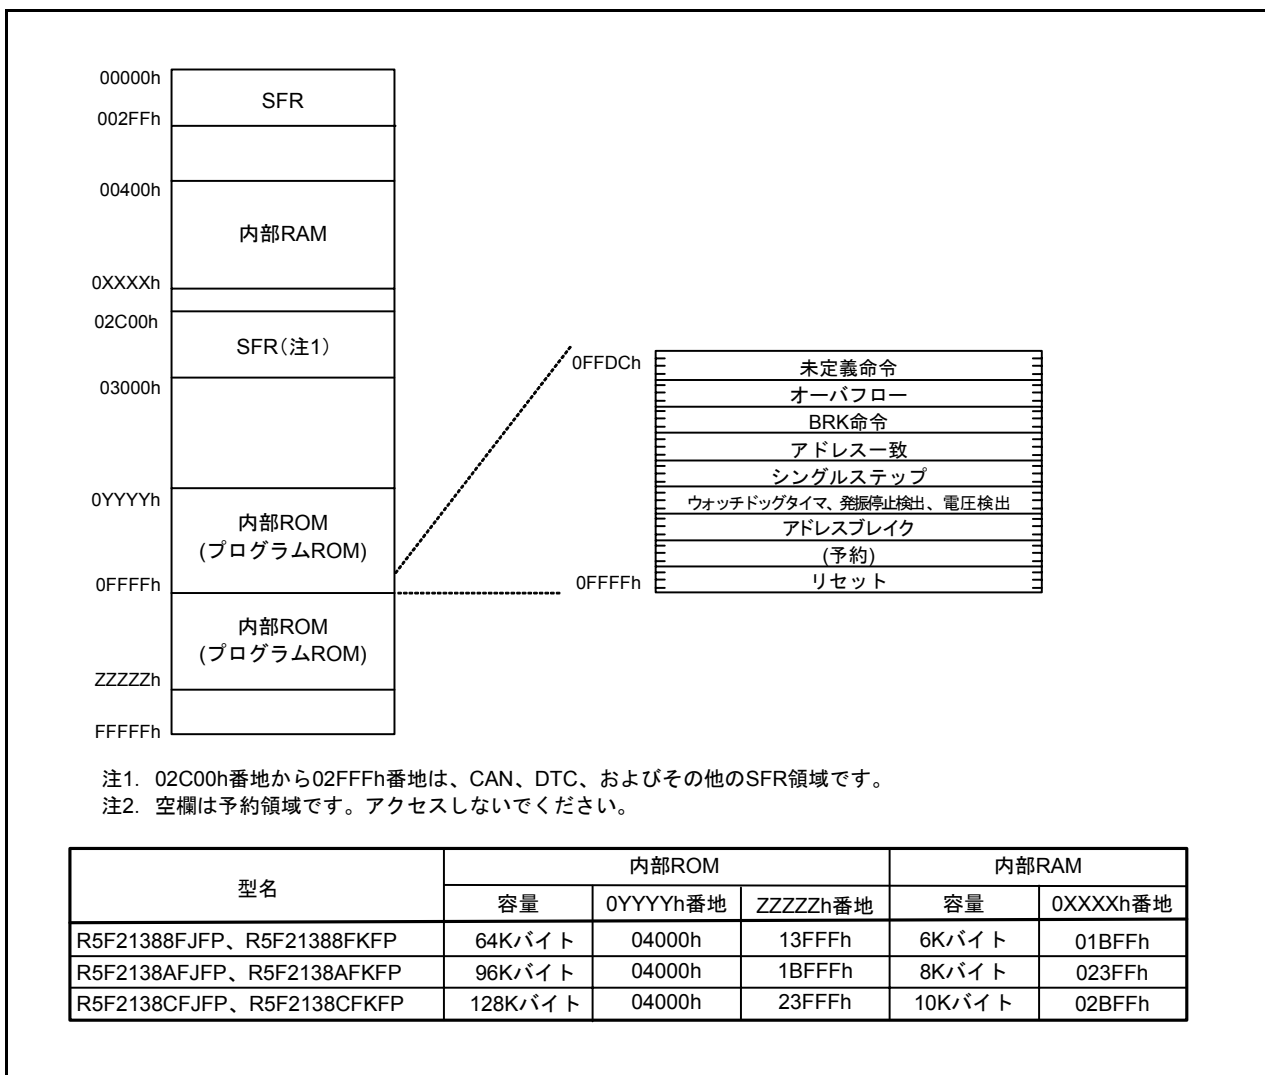 00000h
SFR
002FFh
00400h
内部RAM
0XXXXh
02C00h
SFR（注1）
03000h
0YYYYh
内部ROM
(プログラムROM)
0FFFFh
内部ROM
(プログラムROM)
ZZZZZh
FFFFFh
0FFDCh
未定義命令
オーバフロー
BRK命令
アドレス一致
シングルステップ
ウォッチドッグタイマ、発振停止検出、電圧検出
アドレスブレイク
(予約)
0FFFFh
リセット
注1. 02C00h番地から02FFFh番地は、CAN、DTC、およびその他のSFR領域です。
注2. 空欄は予約領域です。アクセスしないでください。
型名 内部ROM 内部RAM
容量 0YYYYh番地 ZZZZZh番地 容量 0XXXXh番地
R5F21388FJFP、R5F21388FKFP 64Kバイト 04000h 13FFFh 6Kバイト 01BFFh
R5F2138AFJFP、R5F2138AFKFP 96Kバイト 04000h 1BFFFh 8Kバイト 023FFh
R5F2138CFJFP、R5F2138CFKFP 128Kバイト 04000h 23FFFh 10Kバイト 02BFFh